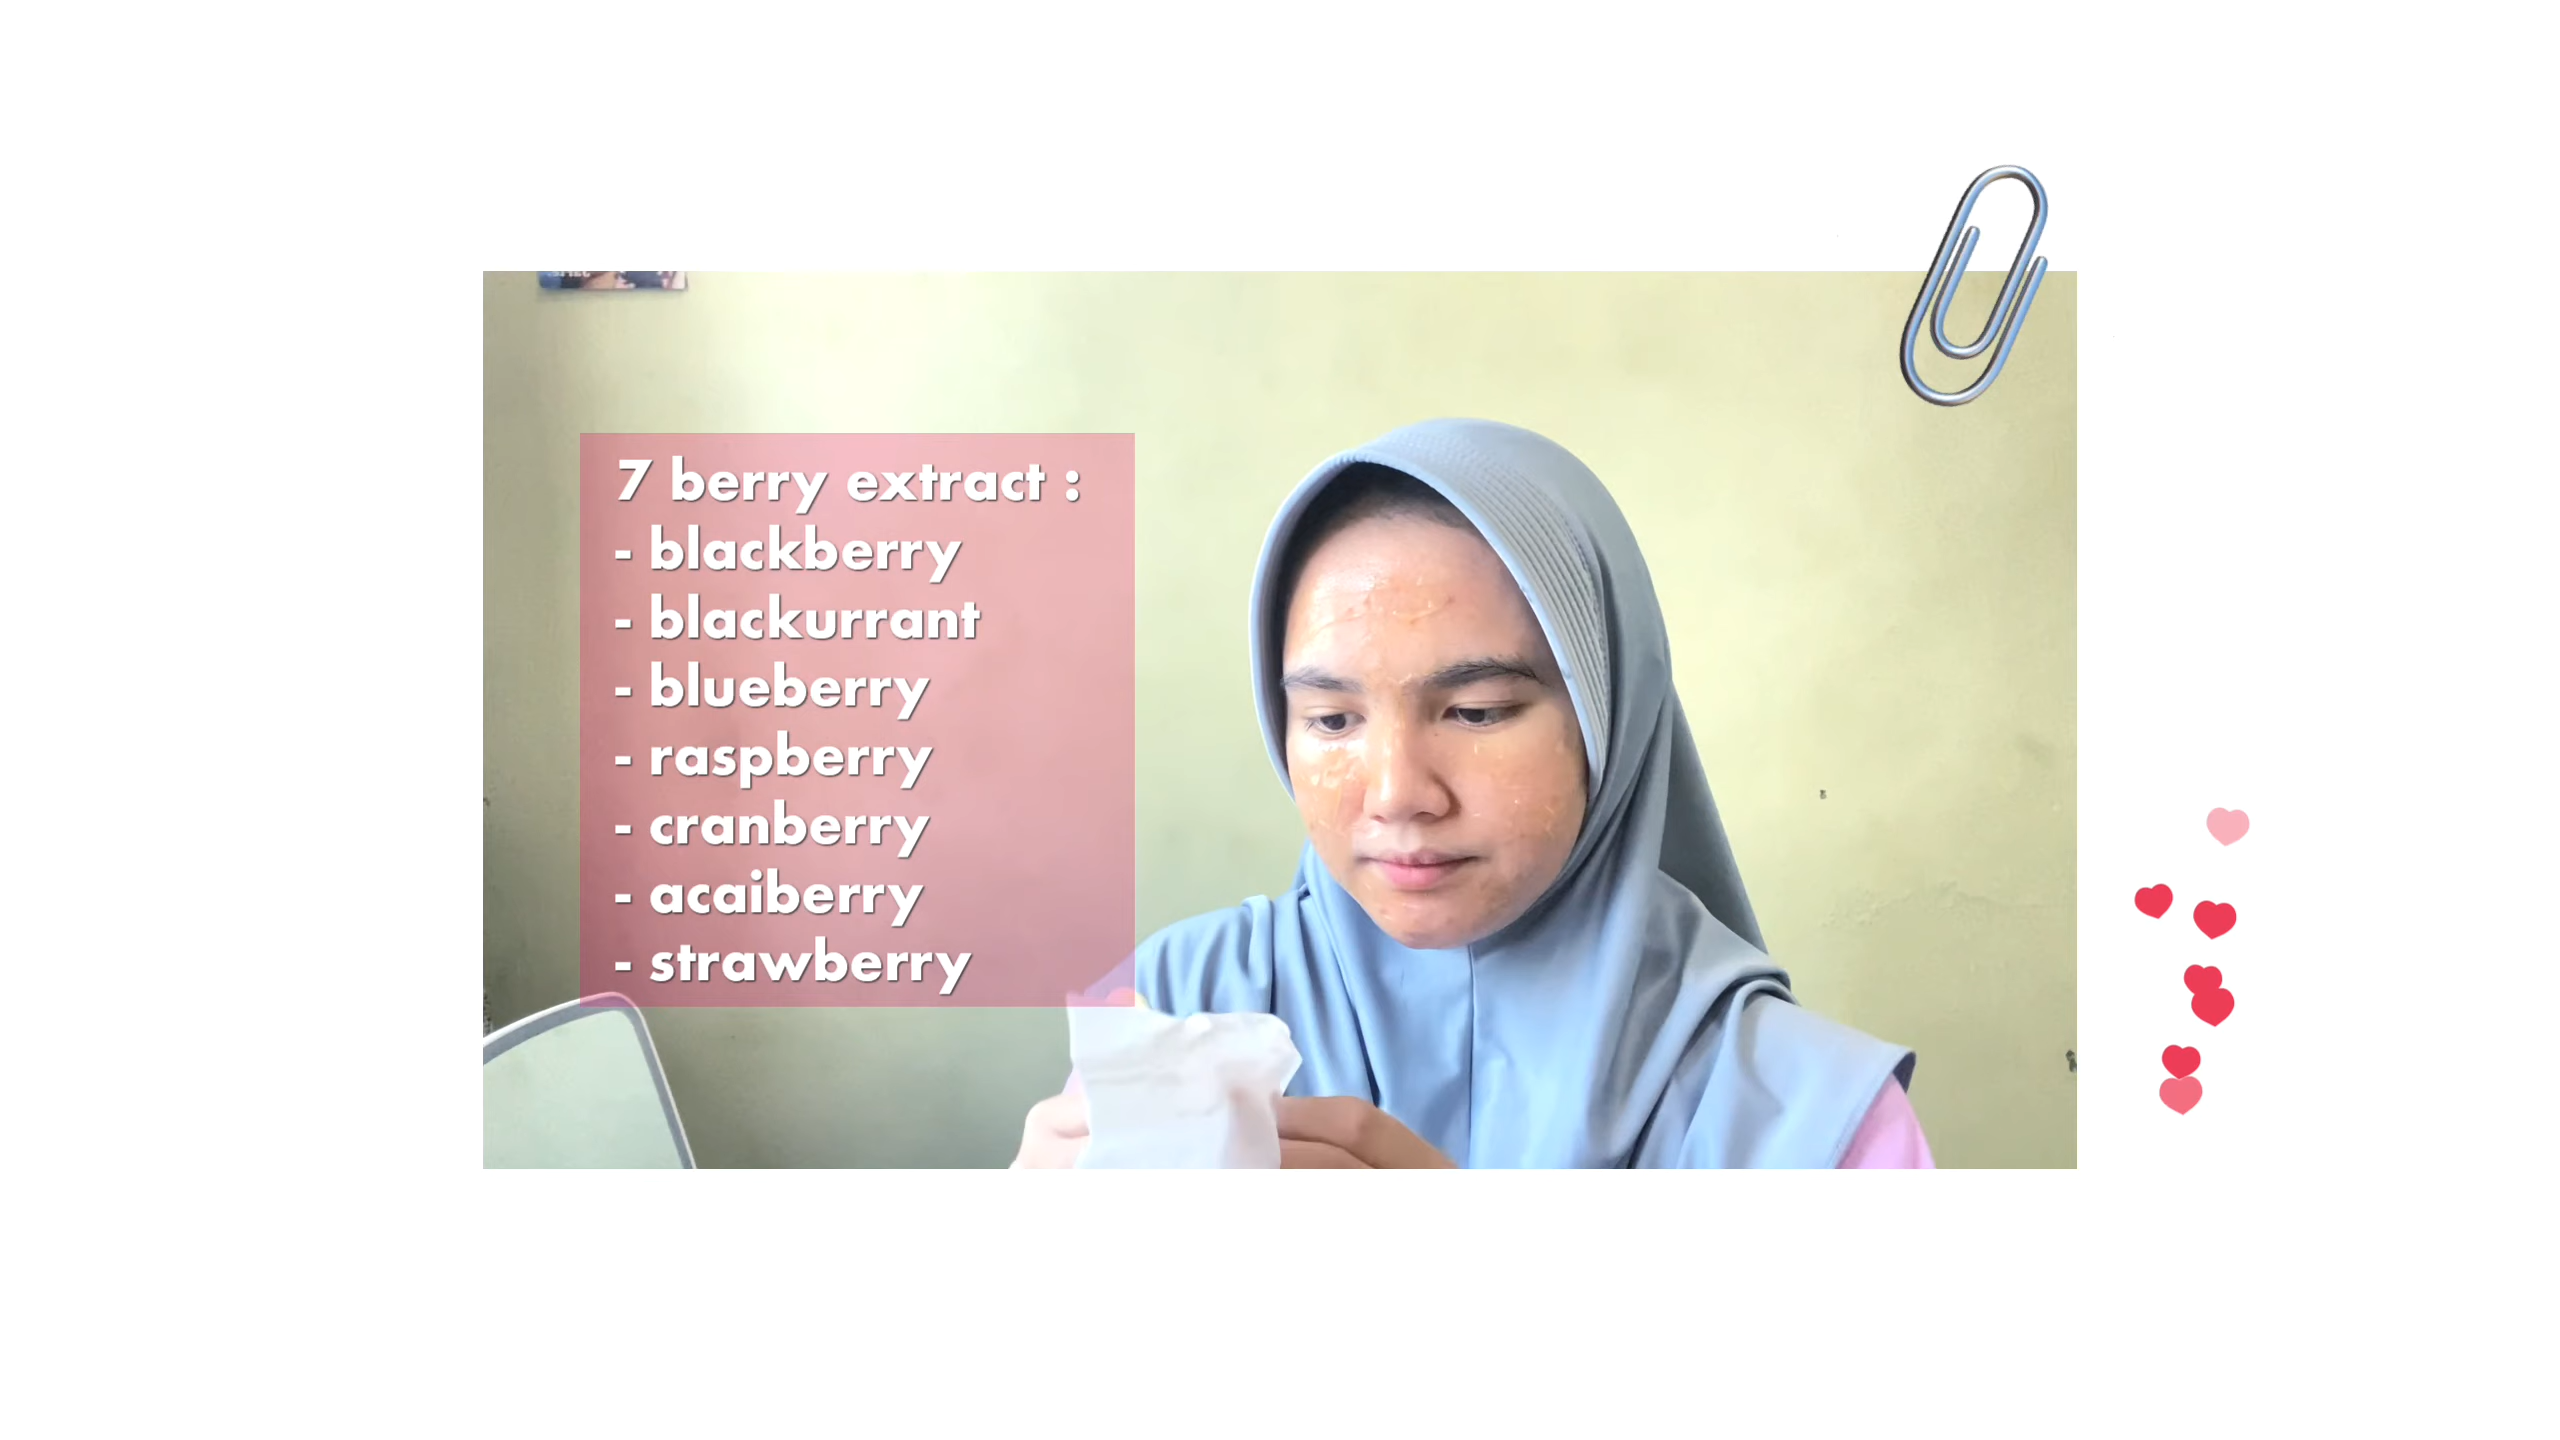 7 berry extract :
- blackberry
- blackurrant
- blueberry
- raspberry
- cranberry
- acaiberry
- strawberry